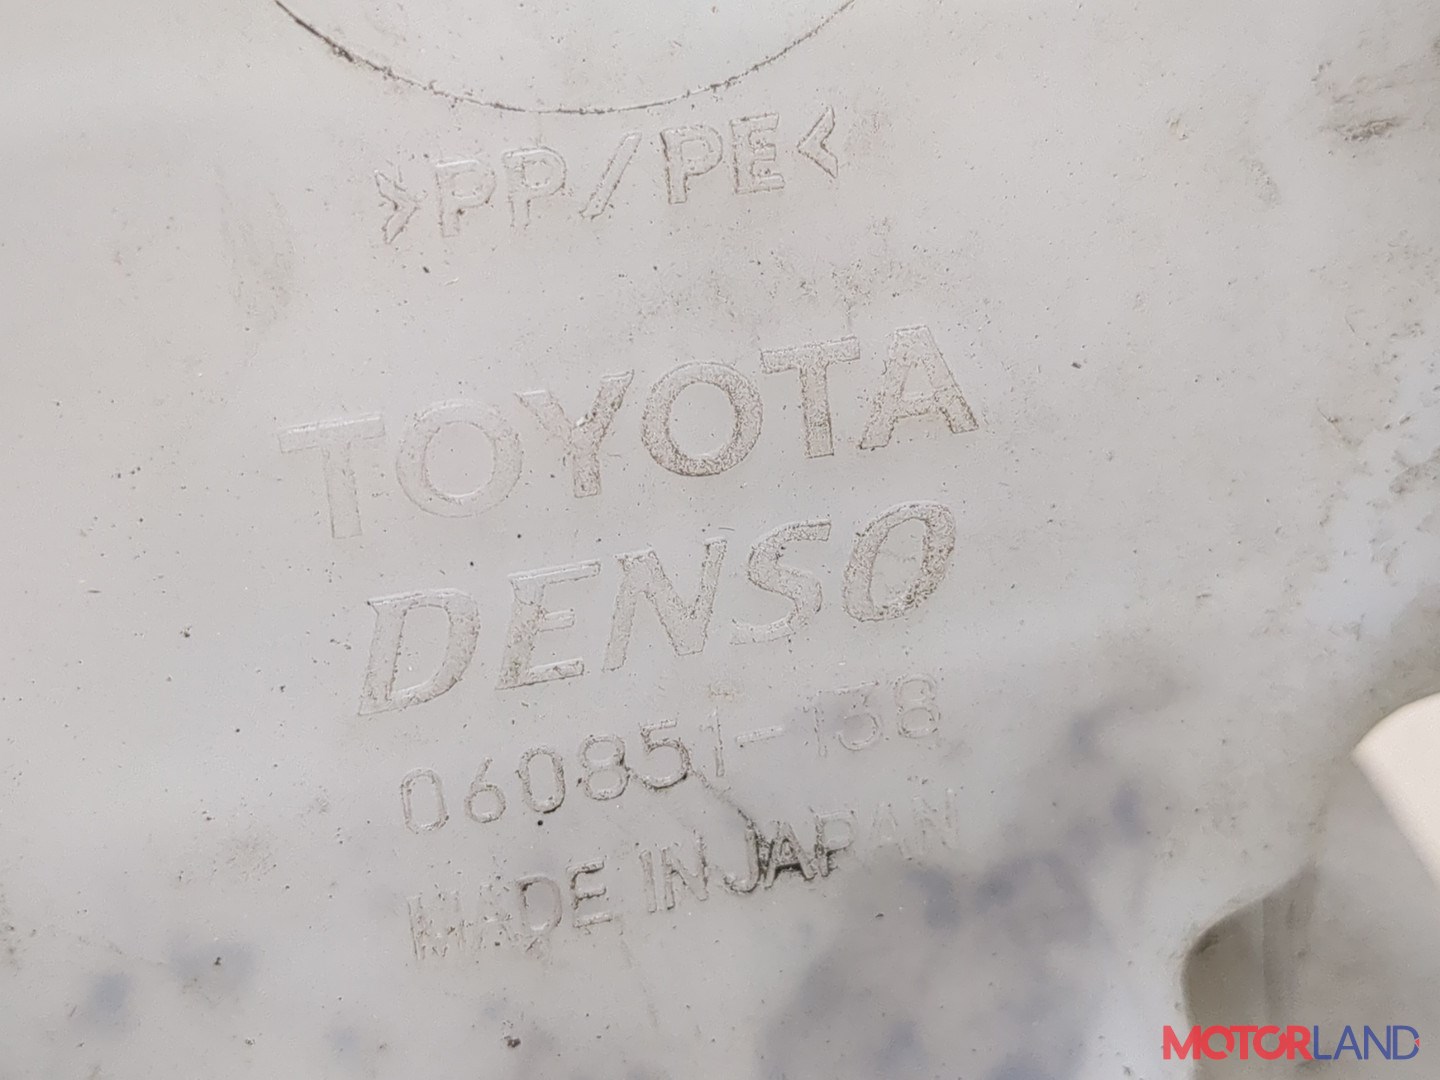 >PP/PE<
TOYOTA
DENSO
060851-138
MADE IN JAPAN
MOTORLAND